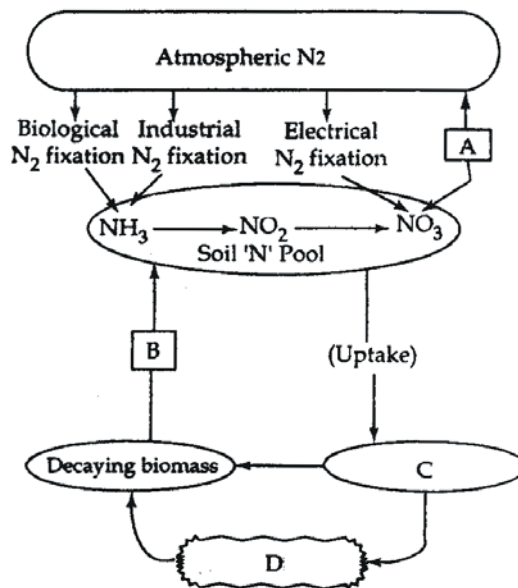 Atmospheric N2
Biological Industrial Electrical
N2 fixation N2 fixation N2 fixation
A
NH3 NO2 NO3
Soil 'N' Pool
B
(Uptake)
Decaying biomass
C
D